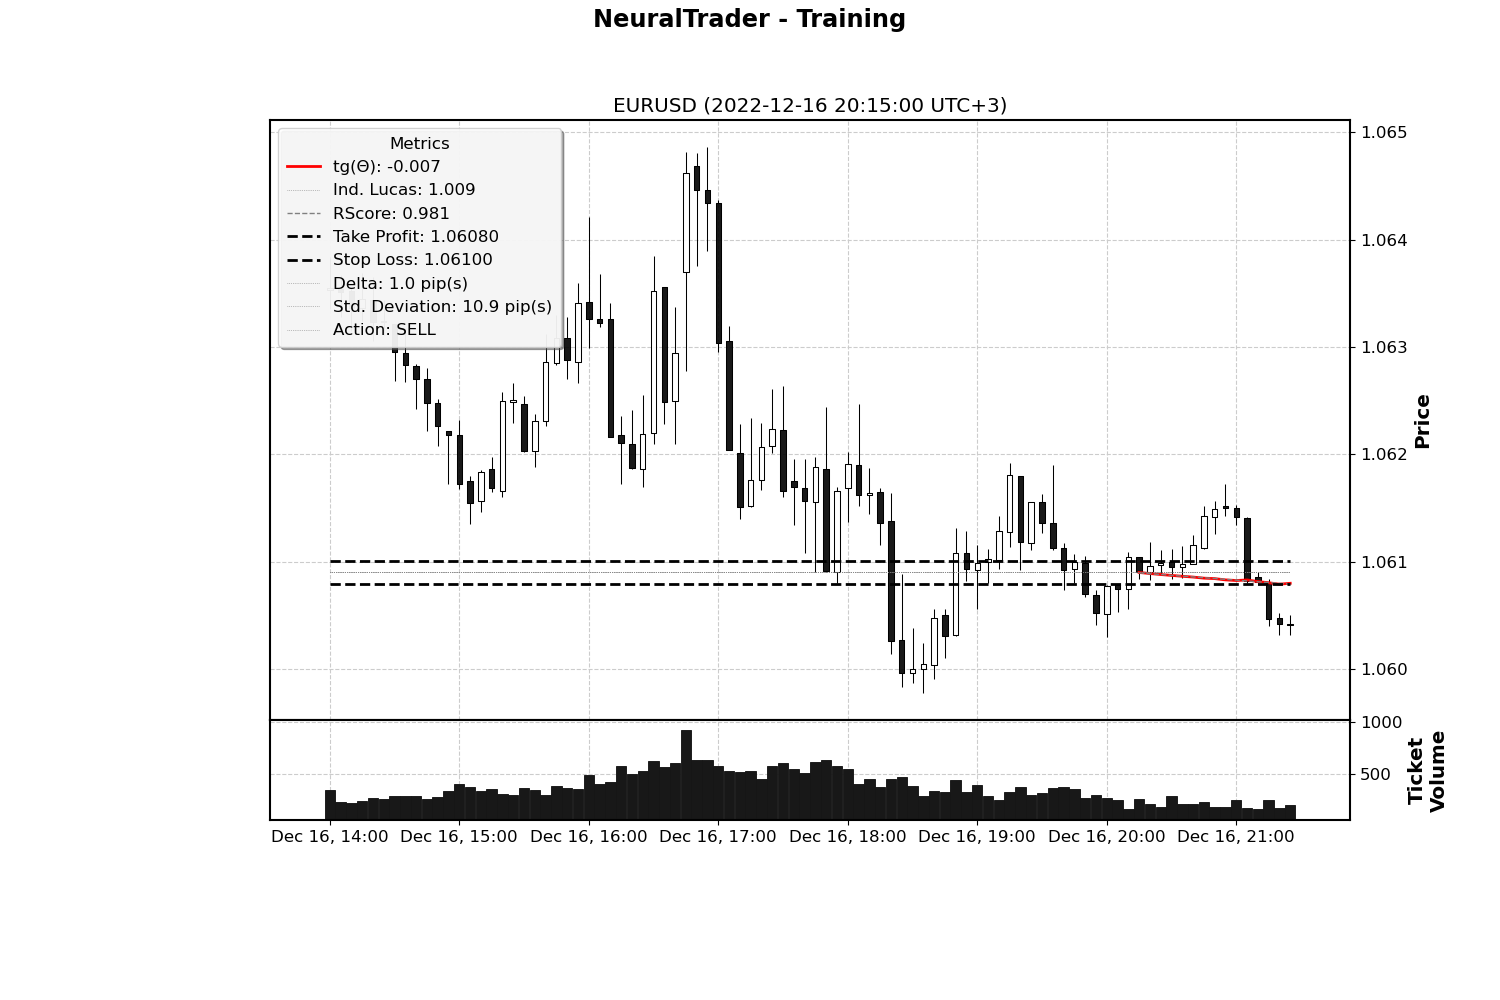 NeuralTrader - Training
EURUSD (2022-12-16 20:15:00 UTC+3)
Metrics
tg(Θ): -0.007
Ind. Lucas: 1.009
RScore: 0.981
Take Profit: 1.06080
Stop Loss: 1.06100
Delta: 1.0 pip(s)
Std. Deviation: 10.9 pip(s)
Action: SELL
1.065
1.064
1.063
1.062
1.061
1.060
Price
1000
500
Ticket
Volume
Dec 16, 14:00
Dec 16, 15:00
Dec 16, 16:00
Dec 16, 17:00
Dec 16, 18:00
Dec 16, 19:00
Dec 16, 20:00
Dec 16, 21:00